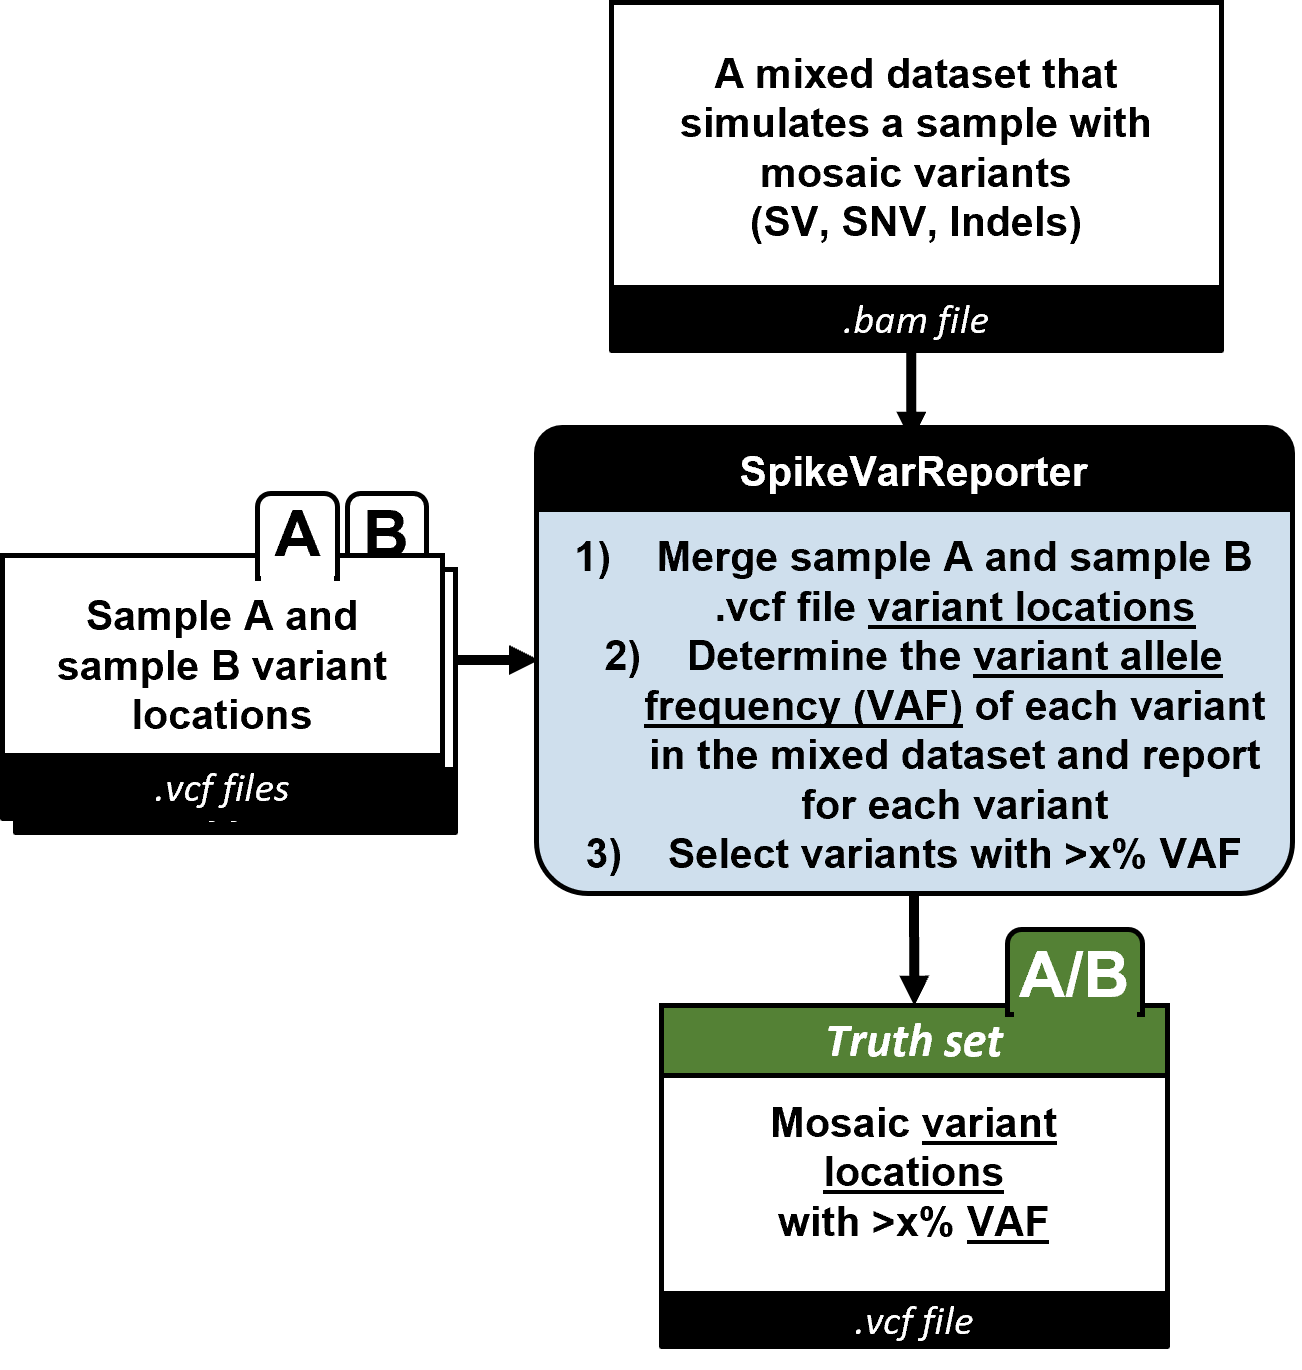 A mixed dataset that
simulates a sample with
mosaic variants
(SV, SNV, Indels)
.bam file
A
B
Sample A and
sample B variant
locations
.vcf files
SpikeVarReporter
1) Merge sample A and sample B
.vcf file variant locations
2) Determine the variant allele
frequency (VAF) of each variant
in the mixed dataset and report
for each variant
3) Select variants with >x% VAF
A/B
Truth set
Mosaic variant
locations
with >x% VAF
.vcf file